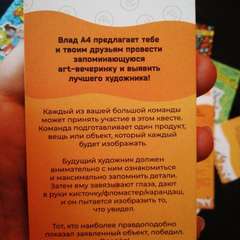 Влад А4 предлагает тебе
и твоим друзьям провести
запоминающуюся
art-вечеринку и выявить
лучшего художника!
Каждый из вашей большой команды
может принять участие в этом квесте.
Команда подготавливает один продукт,
вещь или объект, который каждый
будет изображать.
Будущий художник должен
внимательно с ним ознакомиться
и максимально запомнить детали.
Затем ему завязывают глаза, дают
в руки кисточку/фломастер/карандаш,
и он пытается изобразить то,
что увидел.
Тот, кто наиболее правдоподобно
показал заявленный объект, победил.